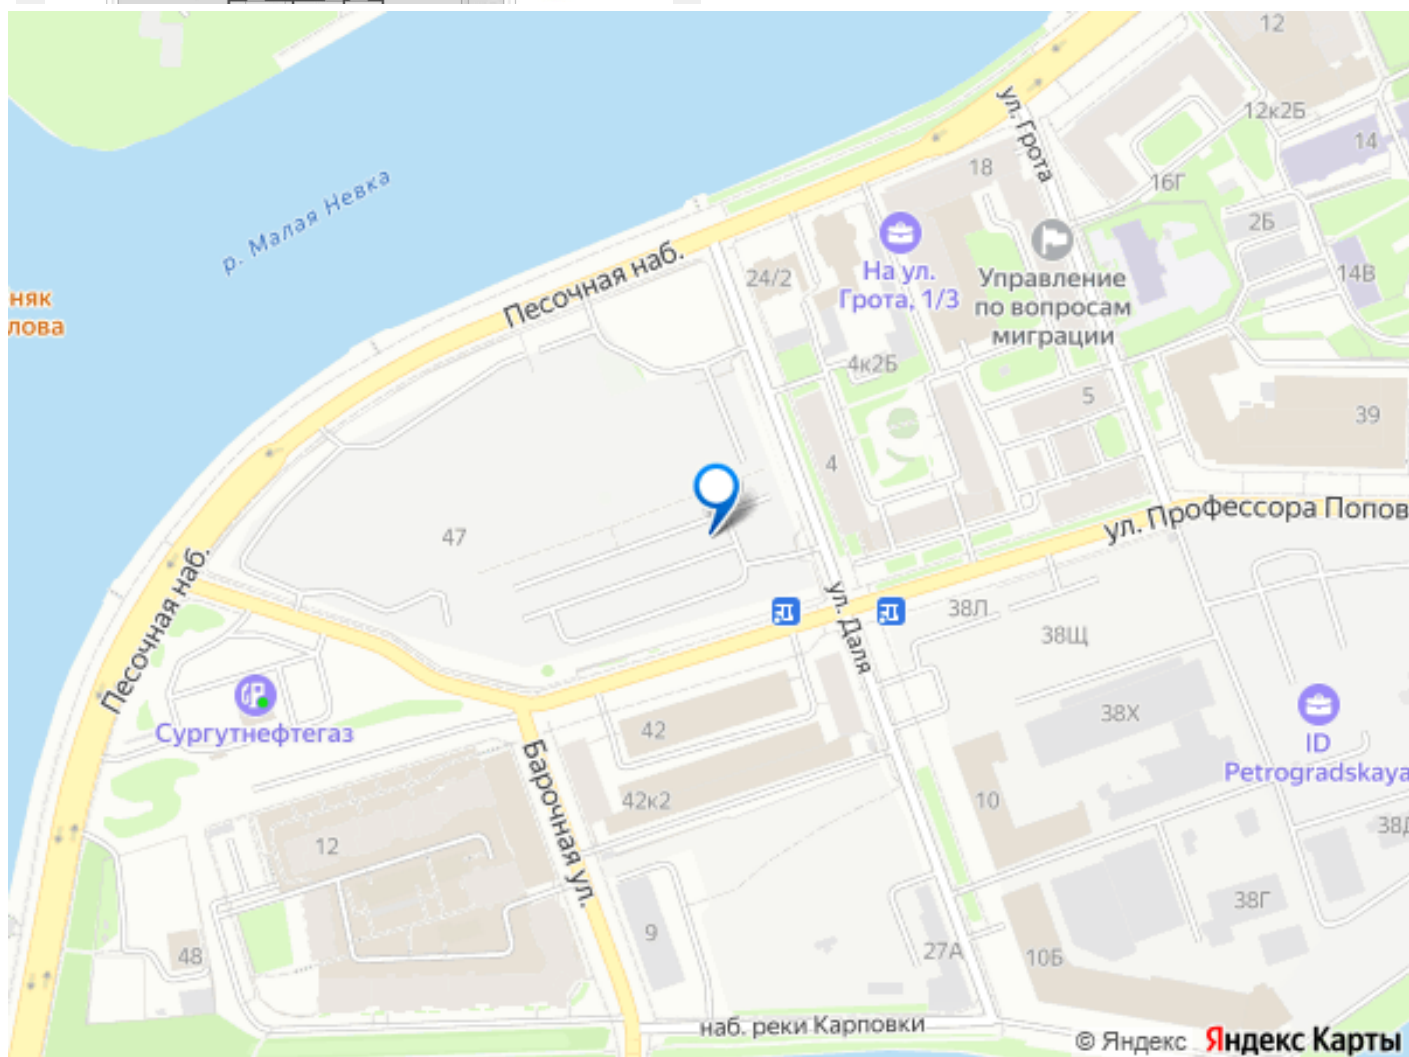 12
ул. Грота
12к2Б
14
18
16Г
р. Малая Невка
2Б
На ул.
Грота, 1/3
Управление
по вопросам
миграции
14В
24/2
Песочная наб.
няк
лова
4к2Б
5
39
4
ул. Профессора Попов
47
Песочная наб.
ул. Даля
38Л
38Щ
Сургутнефтегаз
42
38Х
ID
Petrogradskaya
Барочная ул.
42к2
10
38Д
12
38Г
9
48
27А
10Б
наб. реки Карповки
© Яндекс Яндекс Карты